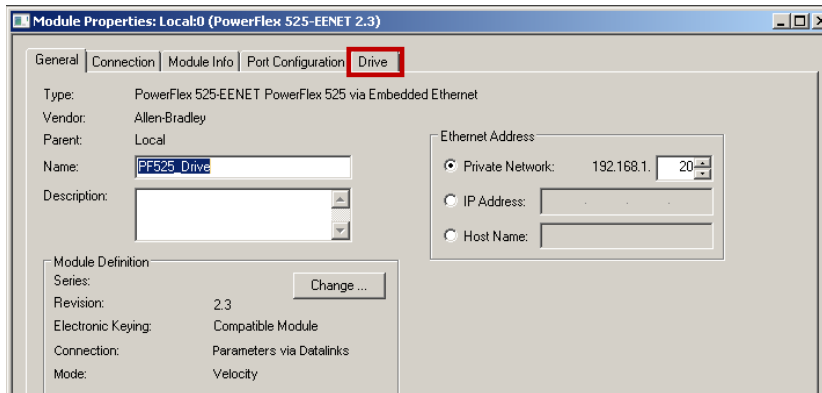 Module Properties: Local:0 (PowerFlex 525-EENET 2.3)
General Connection Module Info Port Configuration Drive
Type: PowerFlex 525-EENET PowerFlex 525 via Embedded Ethernet
Vendor: Allen-Bradley
Parent: Local
Name: PF525_Drive
Description:
Ethernet Address
Private Network: 192.168.1. 20
IP Address: . . .
Host Name:
Module Definition
Series:
Change ...
Revision: 2.3
Electronic Keying: Compatible Module
Connection: Parameters via Datalinks
Mode: Velocity